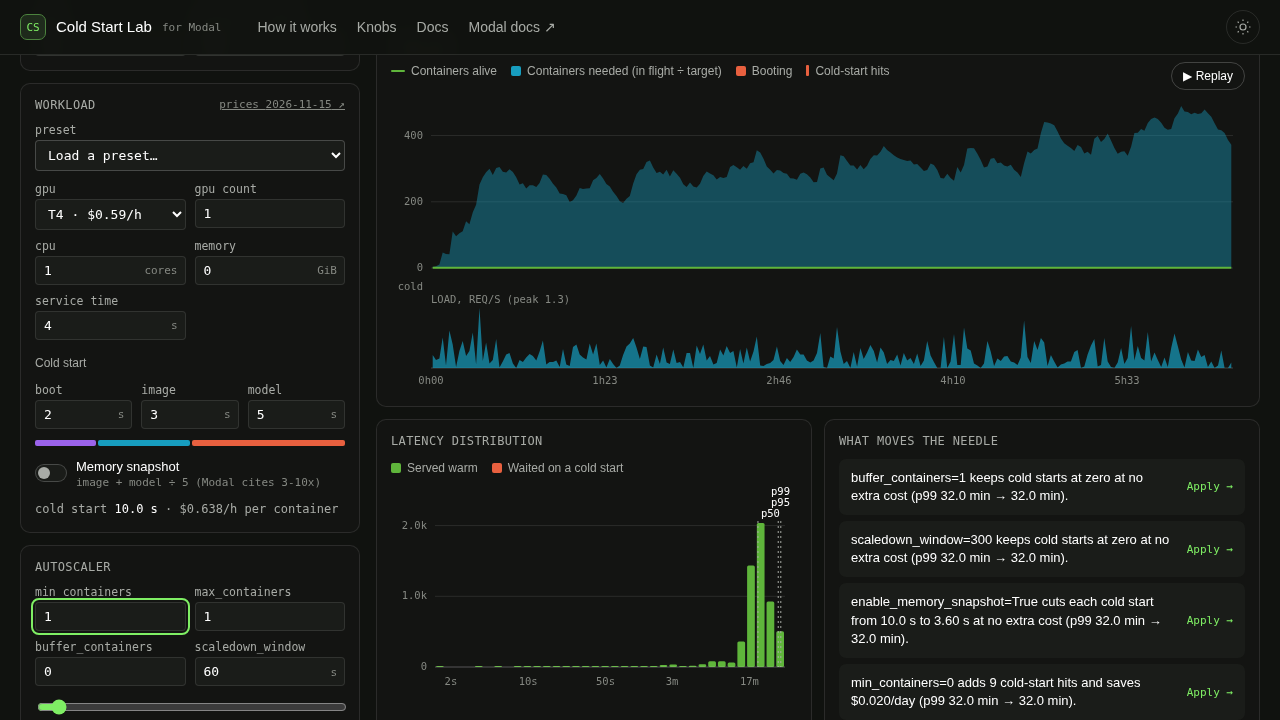 CS Cold Start Lab for Modal How it works Knobs Docs Modal docs ↗
WORKLOAD prices 2026-11-15 ↗
preset
Load a preset…
gpu gpu count
T4 · $0.59/h 1
cpu memory
1 cores 0 GiB
service time
4 s
Cold start
boot image model
2 s 3 s 5 s
Memory snapshot
image + model ÷ 5 (Modal cites 3-10x)
cold start 10.0 s · $0.638/h per container
AUTOSCALER
min_containers max_containers
1 1
buffer_containers scaledown_window
0 60 s
Containers alive Containers needed (in flight ÷ target) Booting Cold-start hits
▶ Replay
400
200
0
cold
LOAD, REQ/S (peak 1.3)
0h00 1h23 2h46 4h10 5h33
LATENCY DISTRIBUTION
Served warm Waited on a cold start
p99
p95
p50
2.0k
1.0k
0
2s 10s 50s 3m 17m
WHAT MOVES THE NEEDLE
buffer_containers=1 keeps cold starts at zero at no
extra cost (p99 32.0 min → 32.0 min).
Apply →
scaledown_window=300 keeps cold starts at zero at no
extra cost (p99 32.0 min → 32.0 min).
Apply →
enable_memory_snapshot=True cuts each cold start
from 10.0 s to 3.60 s at no extra cost (p99 32.0 min →
32.0 min).
Apply →
min_containers=0 adds 9 cold-start hits and saves
$0.020/day (p99 32.0 min → 32.0 min).
Apply →